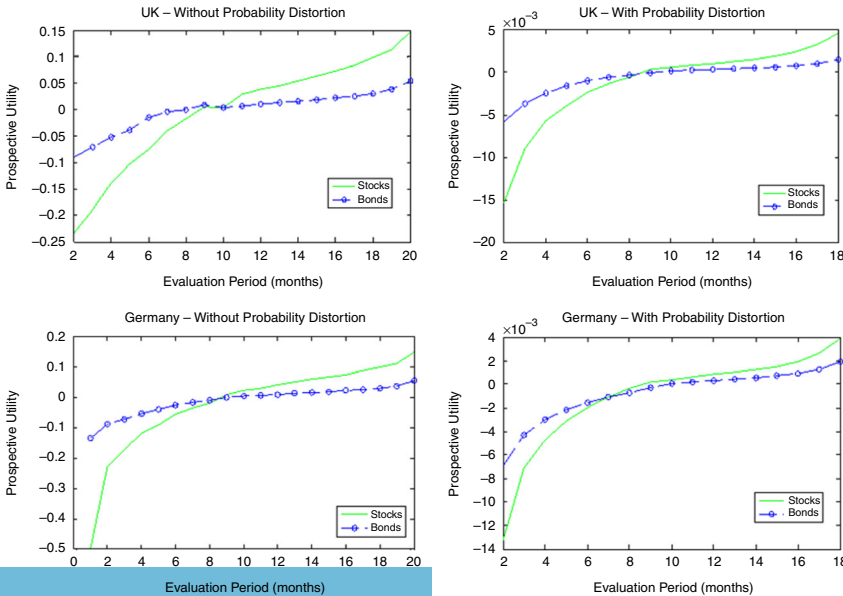 UK – Without Probability Distortion
0.15
0.1
0.05
0
–0.05
–0.1
–0.15
–0.2
–0.25
Prospective Utility
Stocks
Bonds
2 4 6 8 10 12 14 16 18 20
Evaluation Period (months)
UK – With Probability Distortion
×10⁻³
5
0
–5
–10
–15
–20
Prospective Utility
Stocks
Bonds
2 4 6 8 10 12 14 16 18
Evaluation Period (months)
Germany – Without Probability Distortion
0.2
0.1
0
–0.1
–0.2
–0.3
–0.4
–0.5
Prospective Utility
Stocks
Bonds
0 2 4 6 8 10 12 14 16 18 20
Evaluation Period (months)
Germany – With Probability Distortion
×10⁻³
4
2
0
–2
–4
–6
–8
–10
–12
–14
Prospective Utility
Stocks
Bonds
2 4 6 8 10 12 14 16 18
Evaluation Period (months)